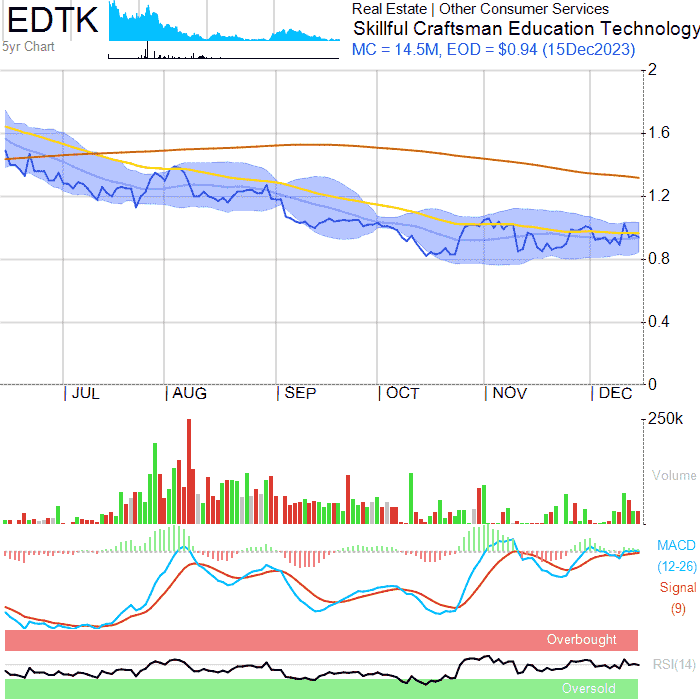 EDTK
5yr Chart
Real Estate | Other Consumer Services
Skillful Craftsman Education Technology
MC = 14.5M, EOD = $0.94 (15Dec2023)
2
1.6
1.2
0.8
0.4
0
JUL AUG SEP OCT NOV DEC
250k
Volume
MACD
(12-26)
Signal
(9)
Overbought
RSI(14)
Oversold